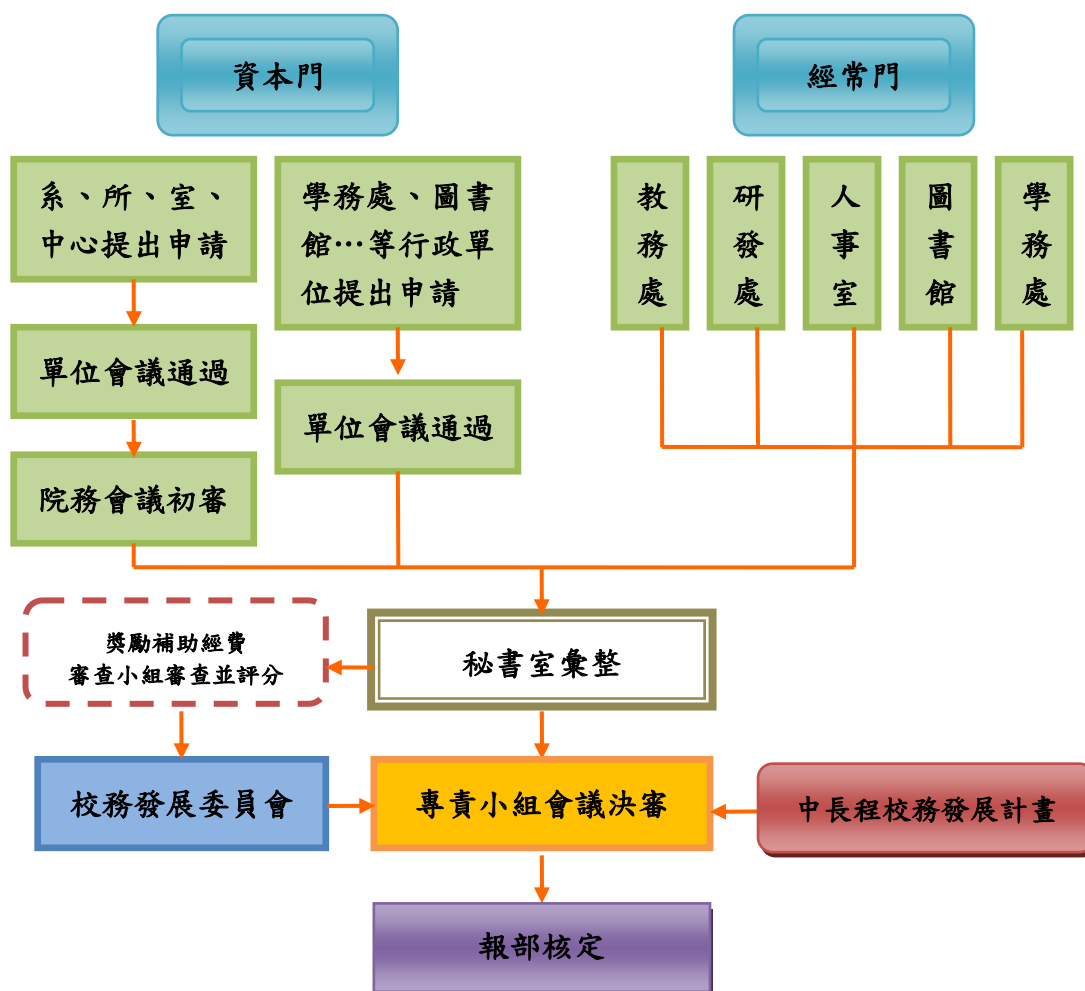 資本門
經常門
系、所、室、
中心提出申請
學務處、圖書
館…等行政單
位提出申請
教務處
研發處
人事室
圖書館
學務處
單位會議通過
單位會議通過
院務會議初審
獎勵補助經費
審查小組審查並評分
秘書室彙整
校務發展委員會
專責小組會議決審
中長程校務發展計畫
報部核定